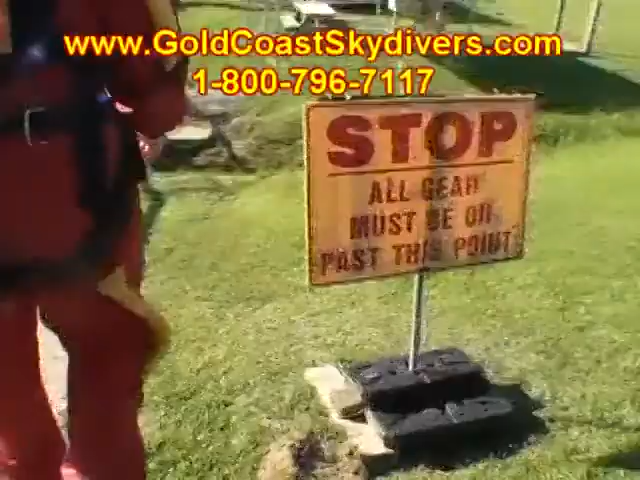 www.GoldCoastSkydivers.com
1-800-796-7117
STOP
ALL GEAR
MUST BE ON
PAST THIS POINT